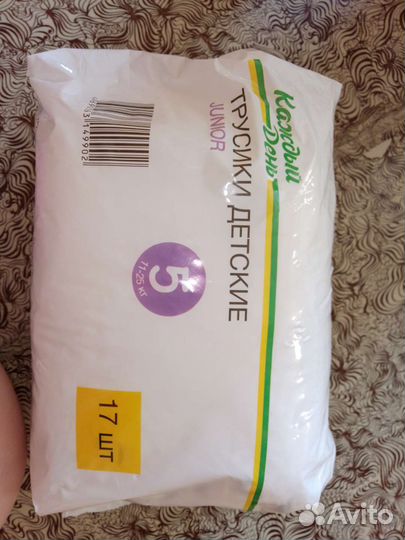 Каждый
День
ТРУСИКИ ДЕТСКИЕ
JUNIOR
5
11-25 кг
17 шт
Avito